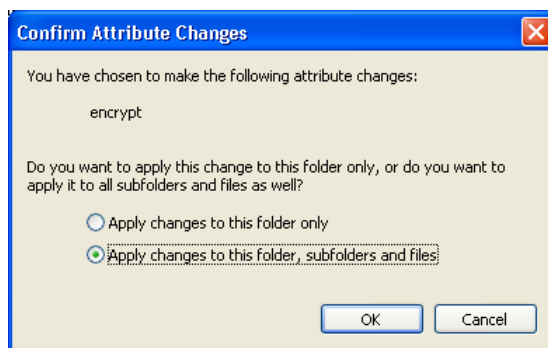 Confirm Attribute Changes
You have chosen to make the following attribute changes:
encrypt
Do you want to apply this change to this folder only, or do you want to
apply it to all subfolders and files as well?
Apply changes to this folder only
Apply changes to this folder, subfolders and files
OK
Cancel